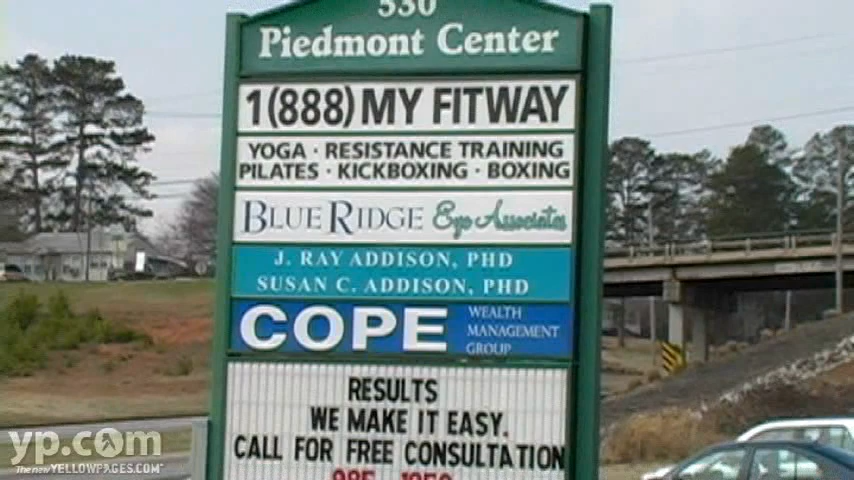 530
Piedmont Center
1(888) MY FITWAY
YOGA · RESISTANCE TRAINING
PILATES · KICKBOXING · BOXING
BLUE RIDGE Eye Associates
J. RAY ADDISON, PHD
SUSAN C. ADDISON, PHD
COPE WEALTH
MANAGEMENT
GROUP
RESULTS
WE MAKE IT EASY.
CALL FOR FREE CONSULTATION
yp.com
The new YELLOWPAGES.COM